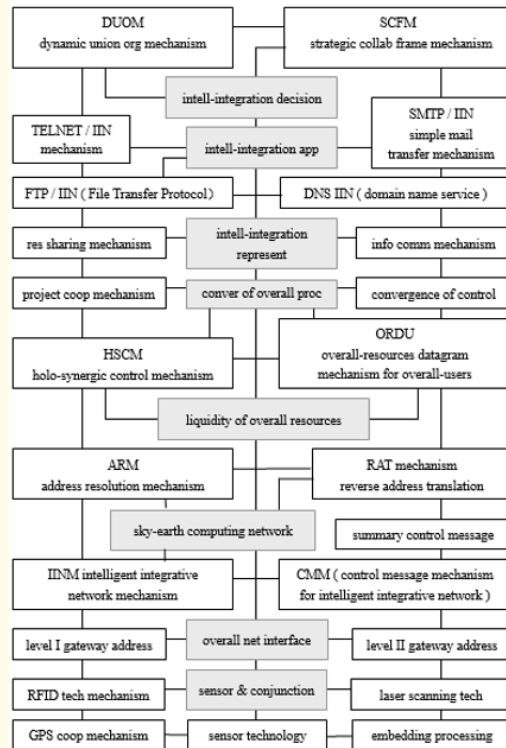 DUOM
dynamic union org mechanism
SCFM
strategic collab frame mechanism
intell-integration decision
TELNET / IIN
mechanism
SMTP / IIN
simple mail
transfer mechanism
intell-integration app
FTP / IIN ( File Transfer Protocol)
DNS IIN ( domain name service )
res sharing mechanism
intell-integration
represent
info comm mechanism
project coop mechanism
conver of overall proc
convergence of control
HSCM
holo-synergic control mechanism
ORDU
overall-resources datagram
mechanism for overall-users
liquidity of overall resources
ARM
address resolution mechanism
RAT mechanism
reverse address translation
sky-earth computing network
summary control message
IINM intelligent integrative
network mechanism
CMM ( control message mechanism
for intelligent integrative network )
level I gateway address
overall net interface
level II gateway address
RFID tech mechanism
sensor & conjunction
laser scanning tech
GPS coop mechanism
sensor technology
embedding processing